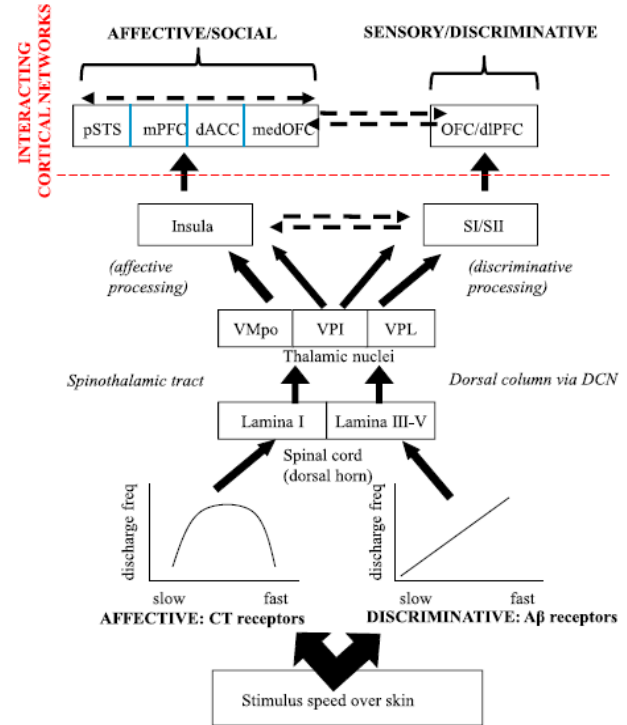 AFFECTIVE/SOCIAL
SENSORY/DISCRIMINATIVE
INTERACTING
CORTICAL NETWORKS
pSTS mPFC dACC medOFC
OFC/dlPFC
Insula
SI/SII
(affective
processing)
(discriminative
processing)
VMpo VPI VPL
Thalamic nuclei
Spinothalamic tract
Dorsal column via DCN
Lamina I Lamina III-V
Spinal cord
(dorsal horn)
discharge freq
slow fast
AFFECTIVE: CT receptors
discharge freq
slow fast
DISCRIMINATIVE: Aβ receptors
Stimulus speed over skin